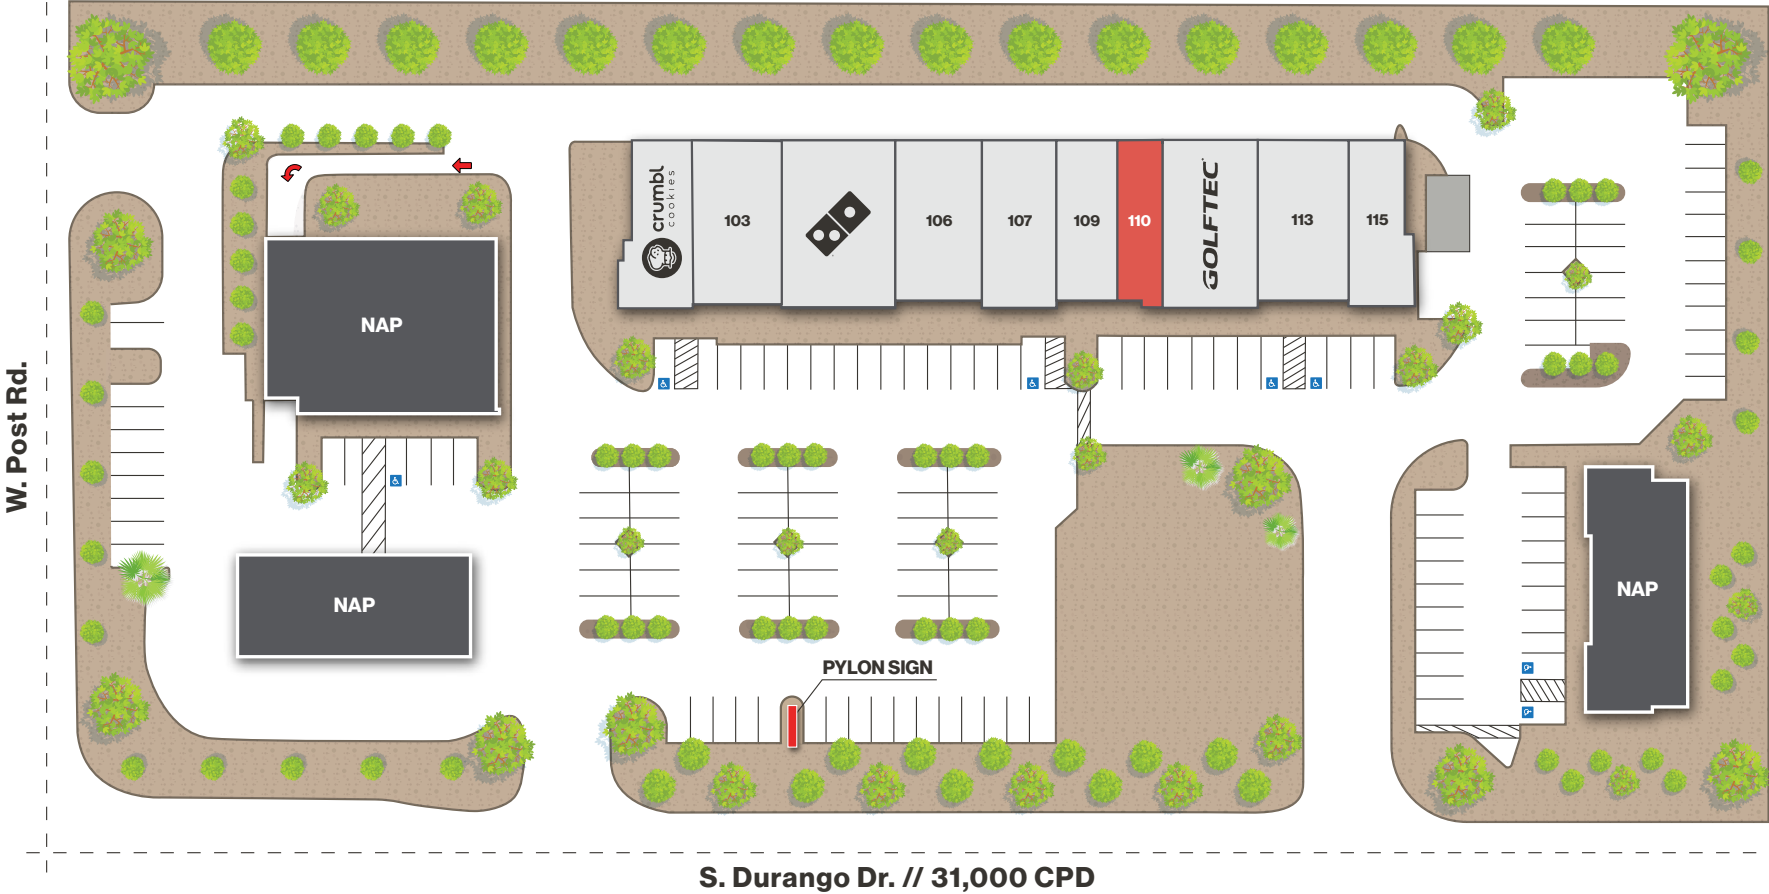 crumbl
cookies
103
106
107
109
110
GOLFTEC
113
115
NAP
NAP
NAP
PYLON SIGN
W. Post Rd.
S. Durango Dr. // 31,000 CPD